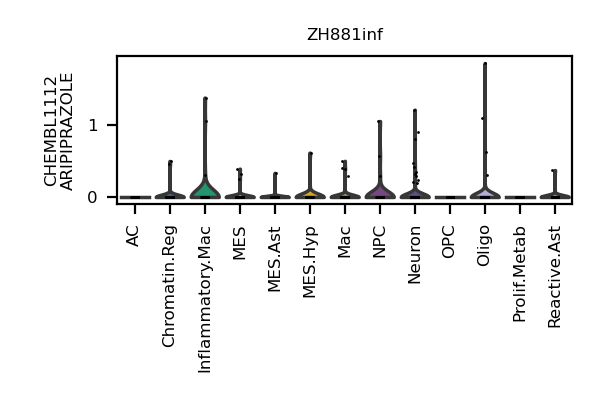 ZH881inf
CHEMBL1112
ARIPIPRAZOLE
1
0
AC
Chromatin.Reg
Inflammatory.Mac
MES
MES.Ast
MES.Hyp
Mac
NPC
Neuron
OPC
Oligo
Prolif.Metab
Reactive.Ast